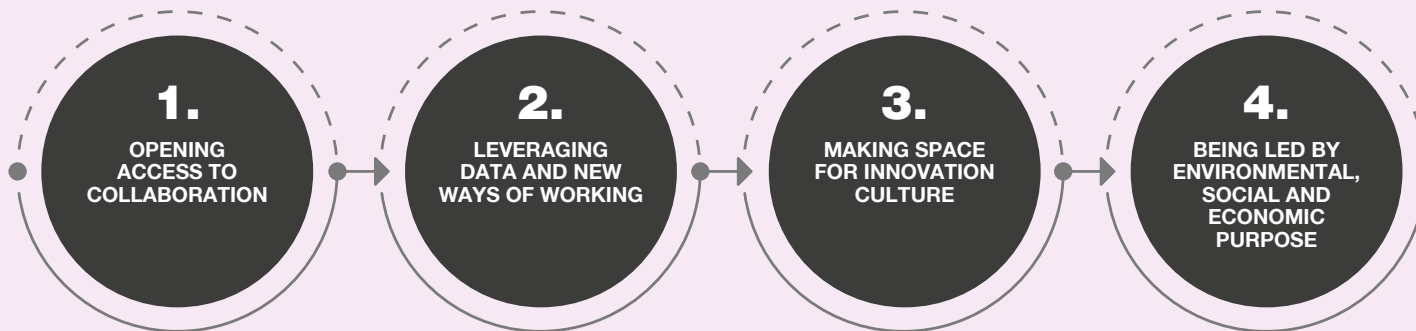 1.
OPENING
ACCESS TO
COLLABORATION
2.
LEVERAGING
DATA AND NEW
WAYS OF WORKING
3.
MAKING SPACE
FOR INNOVATION
CULTURE
4.
BEING LED BY
ENVIRONMENTAL,
SOCIAL AND
ECONOMIC
PURPOSE